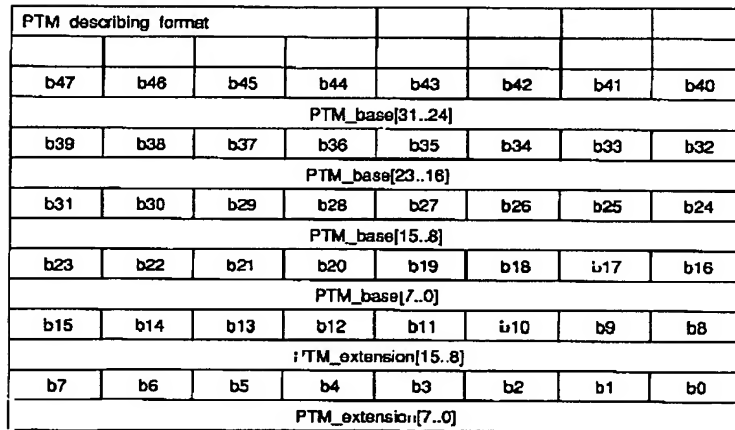 PTM describing format
b47 b46 b45 b44 b43 b42 b41 b40
PTM_base[31..24]
b39 b38 b37 b36 b35 b34 b33 b32
PTM_base[23..16]
b31 b30 b29 b28 b27 b26 b25 b24
PTM_base[15..8]
b23 b22 b21 b20 b19 b18 b17 b16
PTM_base[7..0]
b15 b14 b13 b12 b11 b10 b9 b8
PTM_extension[15..8]
b7 b6 b5 b4 b3 b2 b1 b0
PTM_extension[7..0]